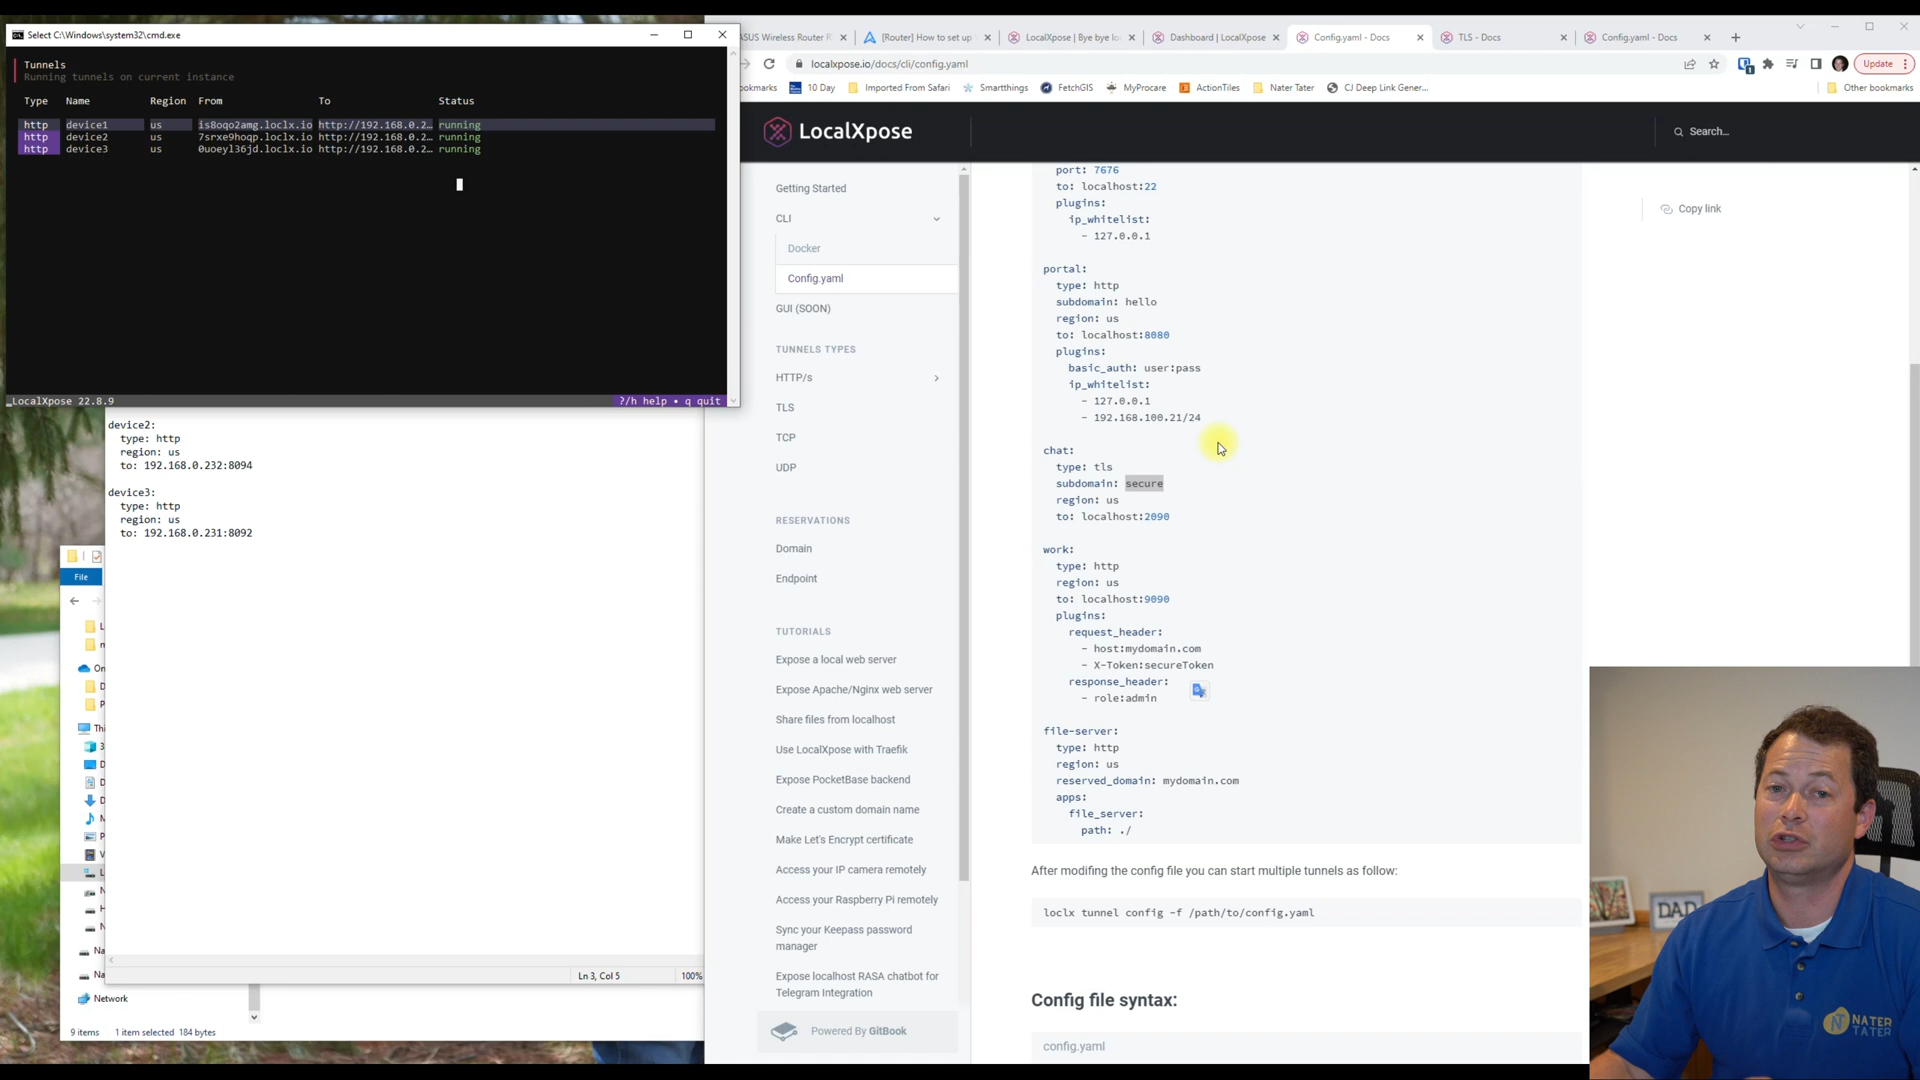 Select C:\Windows\system32\cmd.exe
Tunnels
Running tunnels on current instance
Type Name Region From To Status
http device1 us is8oqo2amg.loclx.io http://192.168.0.2… running
http device2 us 7srxe9hoqp.loclx.io http://192.168.0.2… running
http device3 us 0uoeyl36jd.loclx.io http://192.168.0.2… running
LocalXpose 22.8.9 ?/h help • q quit
device2:
type: http
region: us
to: 192.168.0.232:8094
device3:
type: http
region: us
to: 192.168.0.231:8092
File
Ln 3, Col 5 100%
Network
9 items 1 item selected 184 bytes
ASUS Wireless Router R
[Router] How to set up
LocalXpose | Bye bye lo
Dashboard | LocalXpose
Config.yaml - Docs
TLS - Docs
Config.yaml - Docs
localxpose.io/docs/cli/config.yaml
Update
10 Day
Imported From Safari
Smartthings
FetchGIS
MyProcare
ActionTiles
Nater Tater
CJ Deep Link Gener...
Other bookmarks
LocalXpose
Search...
Getting Started
CLI
Docker
Config.yaml
GUI (SOON)
TUNNELS TYPES
HTTP/s
TLS
TCP
UDP
RESERVATIONS
Domain
Endpoint
TUTORIALS
Expose a local web server
Expose Apache/Nginx web server
Share files from localhost
Use LocalXpose with Traefik
Expose PocketBase backend
Create a custom domain name
Make Let's Encrypt certificate
Access your IP camera remotely
Access your Raspberry Pi remotely
Sync your Keepass password
manager
Expose localhost RASA chatbot for
Telegram Integration
Powered By GitBook
port: 7676
to: localhost:22
plugins:
ip_whitelist:
- 127.0.0.1
portal:
type: http
subdomain: hello
region: us
to: localhost:8080
plugins:
basic_auth: user:pass
ip_whitelist:
- 127.0.0.1
- 192.168.100.21/24
chat:
type: tls
subdomain: secure
region: us
to: localhost:2090
work:
type: http
region: us
to: localhost:9090
plugins:
request_header:
- host:mydomain.com
- X-Token:secureToken
response_header:
- role:admin
file-server:
type: http
region: us
reserved_domain: mydomain.com
apps:
file_server:
path: ./
After modifing the config file you can start multiple tunnels as follow:
loclx tunnel config -f /path/to/config.yaml
Config file syntax:
config.yaml
Copy link
DAD
NATER
TATER